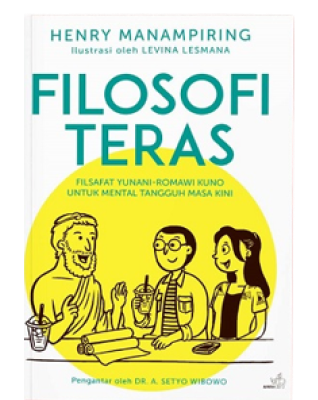 HENRY MANAMPIRING
Ilustrasi oleh LEVINA LESMANA
FILOSOFI
TERAS
FILSAFAT YUNANI-ROMAWI KUNO
UNTUK MENTAL TANGGUH MASA KINI
Pengantar oleh DR. A. SETYO WIBOWO